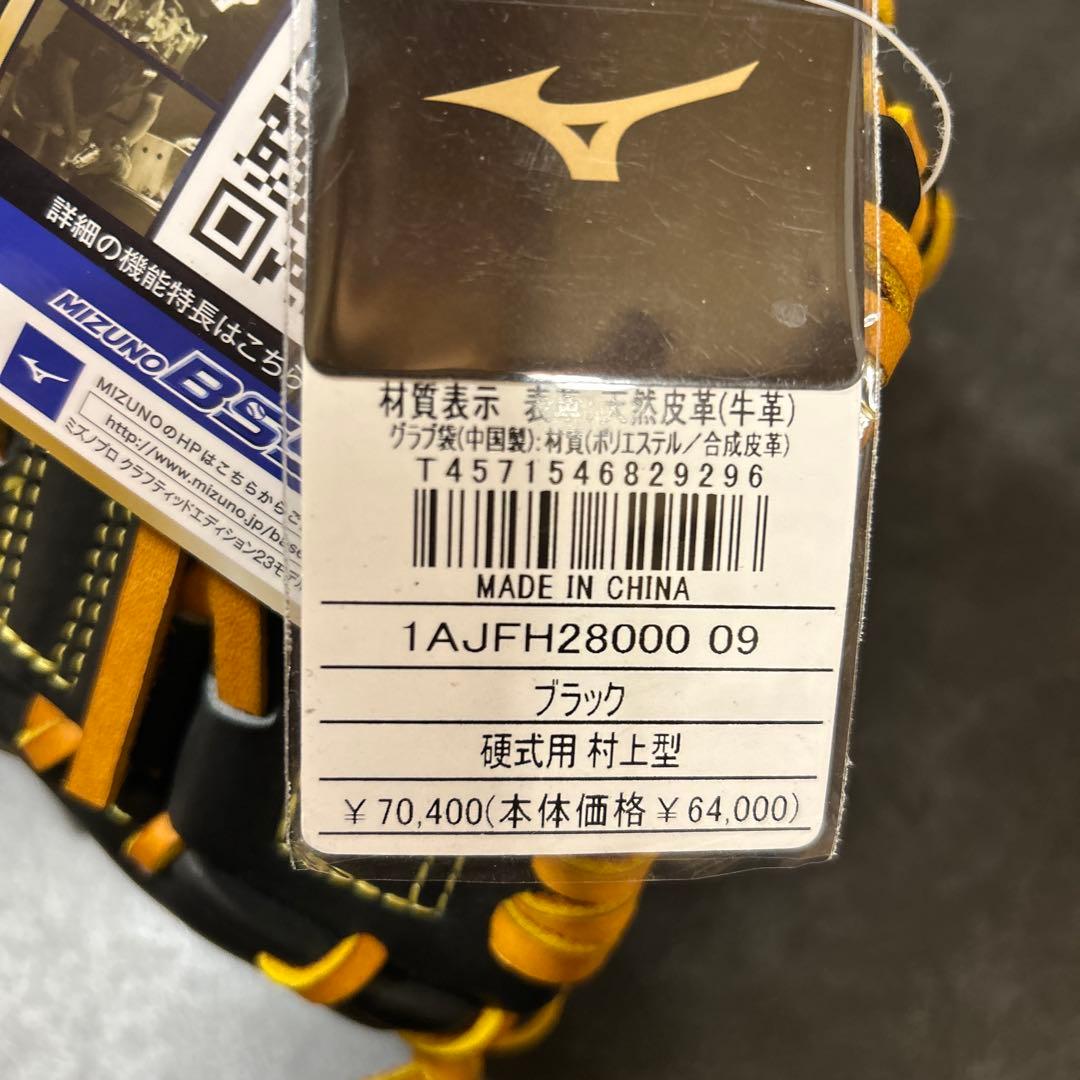 詳細の機能特長はこちら
MIZUNO BS
MIZUNOのHPはこちらから
http://www.mizuno.jp/base
ミズノプロ クラフティッドエディション23モデル
材質表示 表革:天然皮革(牛革)
グラブ袋(中国製):材質(ポリエステル/合成皮革)
T4571546829296
MADE IN CHINA
1AJFH28000 09
ブラック
硬式用 村上型
¥70,400(本体価格¥64,000)